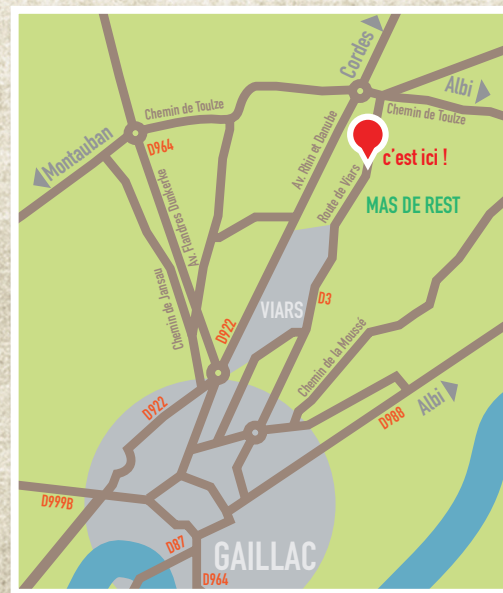 Cordes
Albi
Chemin de Toulze
Chemin de Toulze
Montauban
D964
c'est ici !
Av. Rhin et Danube
Route de Viars
Av. Flandres Dunkerke
MAS DE REST
Chemin de Jansau
VIARS
D3
D922
Chemin de la Moussé
D922
Albi
D988
D999B
D87
GAILLAC
D964